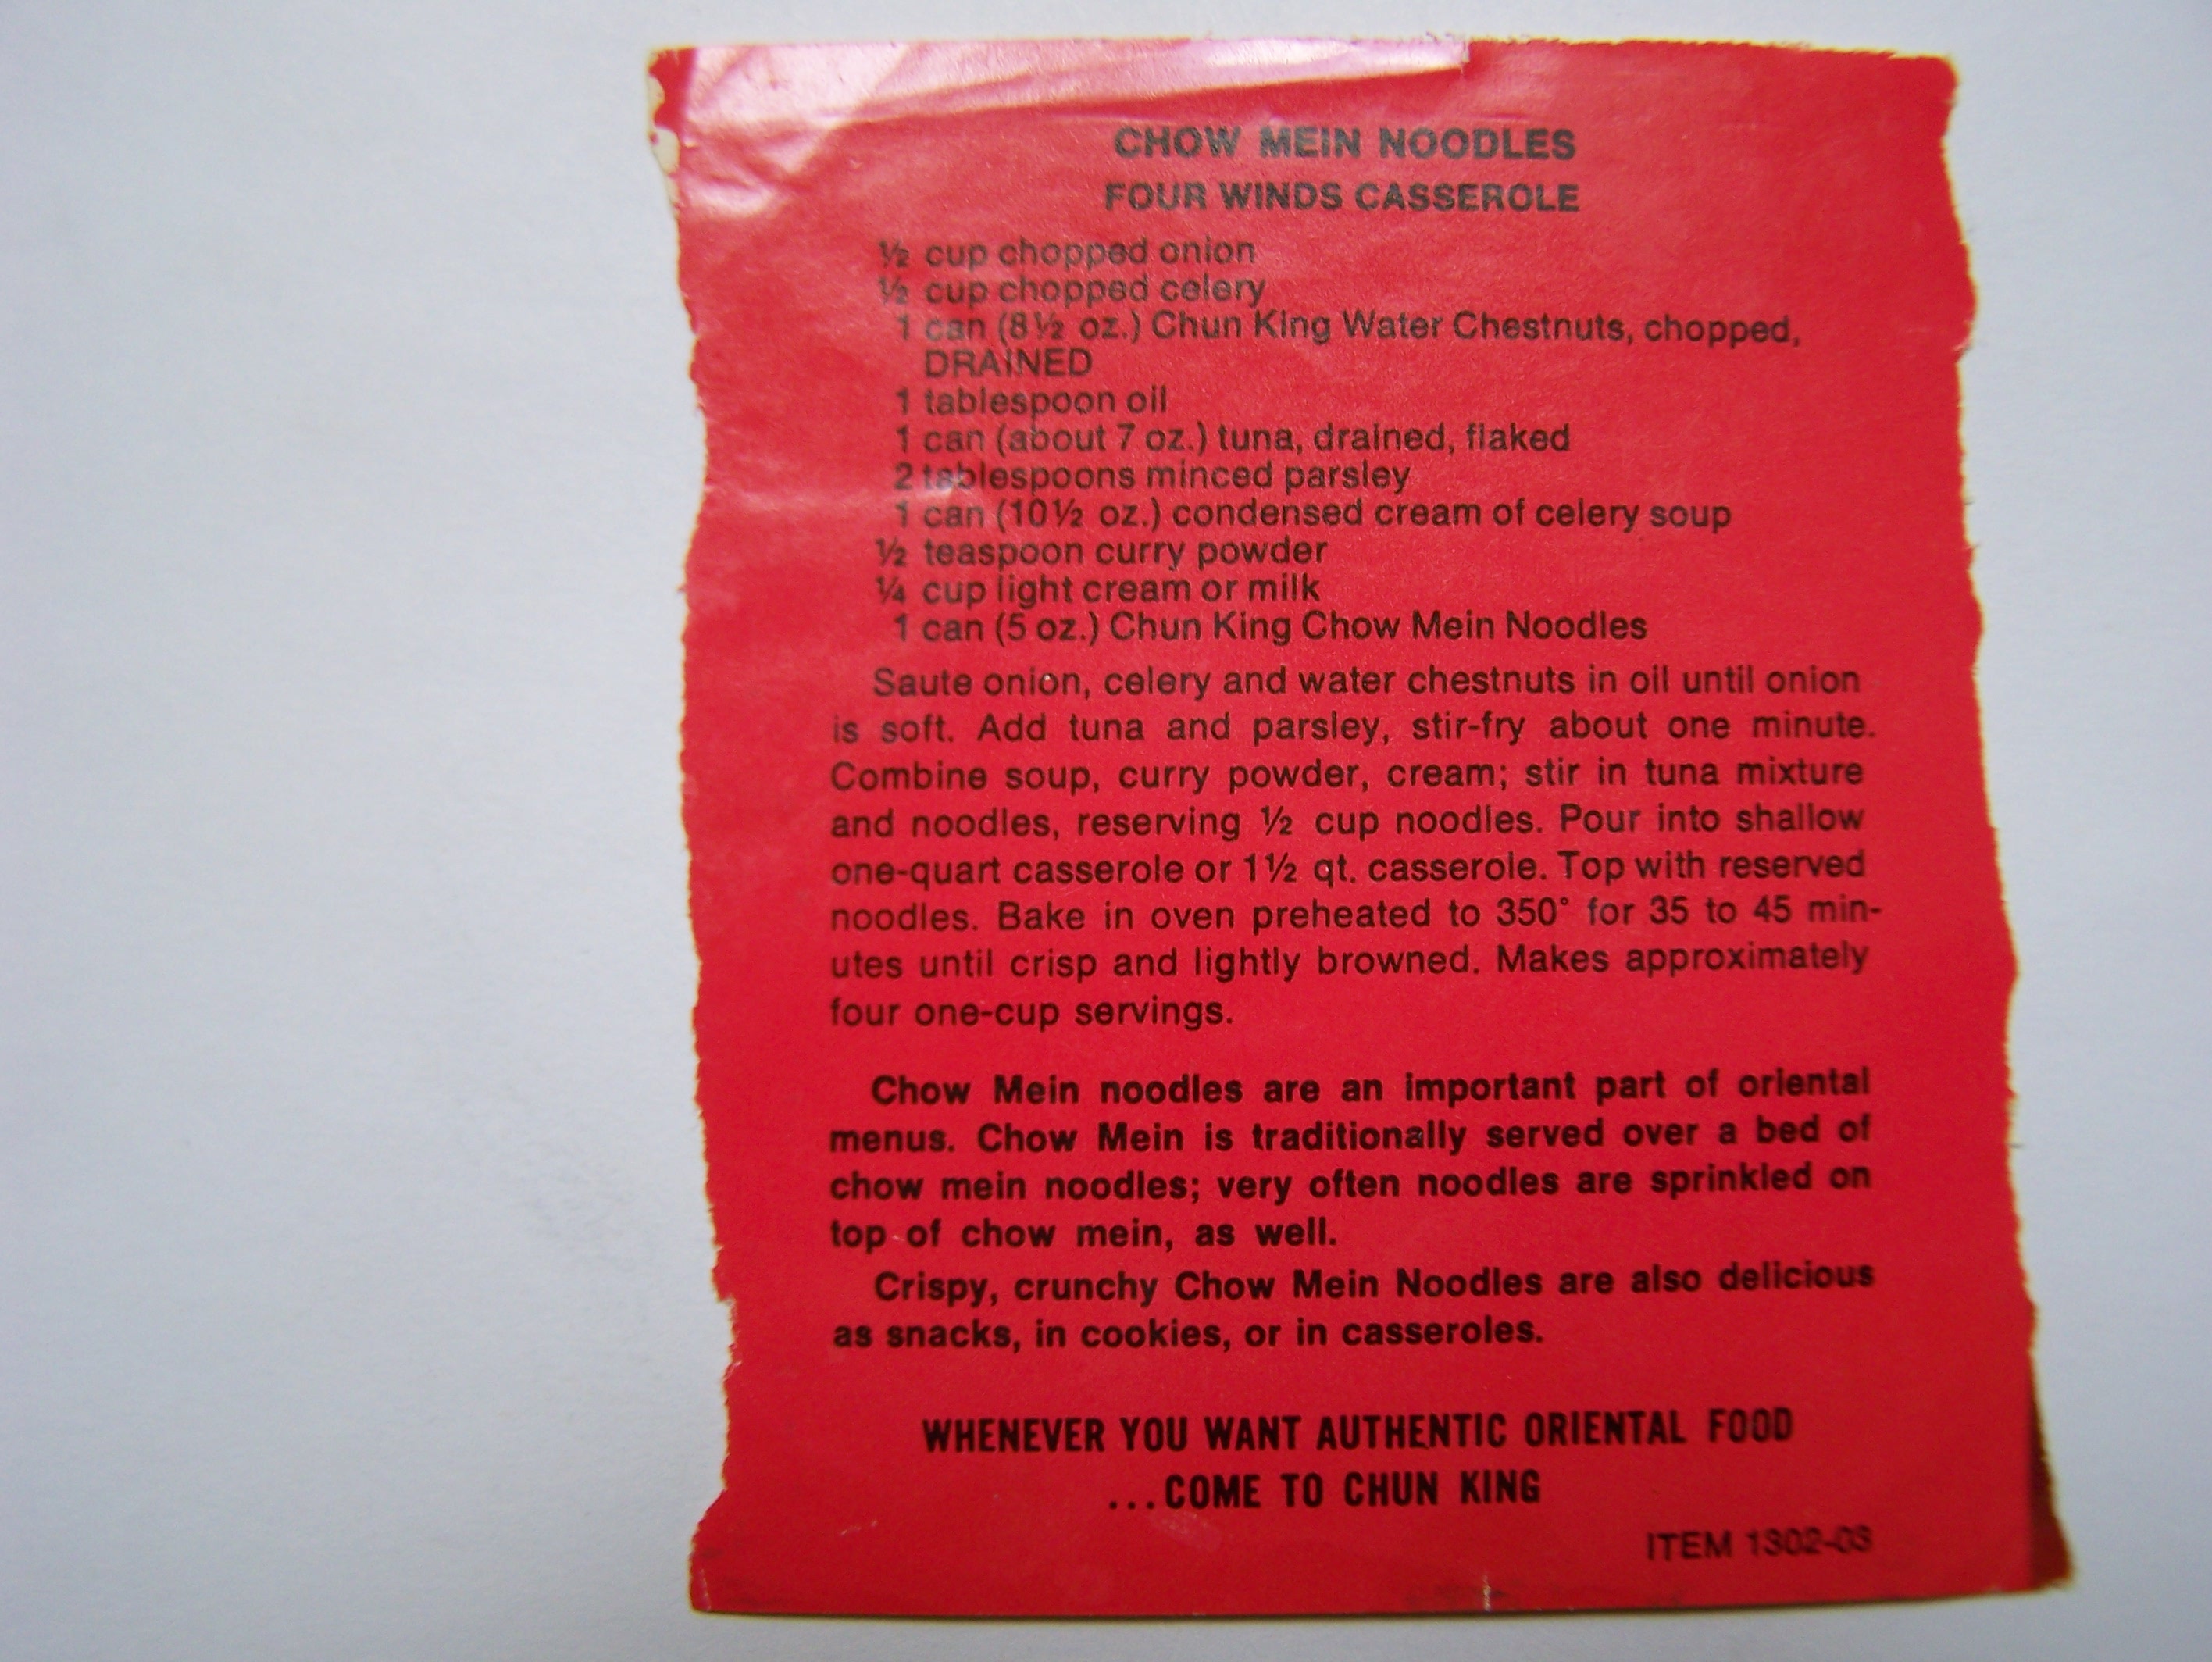 CHOW MEIN NOODLES
FOUR WINDS CASSEROLE
½ cup chopped onion
½ cup chopped celery
1 can (8½ oz.) Chun King Water Chestnuts, chopped,
DRAINED
1 tablespoon oil
1 can (about 7 oz.) tuna, drained, flaked
2 tablespoons minced parsley
1 can (10½ oz.) condensed cream of celery soup
½ teaspoon curry powder
¼ cup light cream or milk
1 can (5 oz.) Chun King Chow Mein Noodles
Saute onion, celery and water chestnuts in oil until onion
is soft. Add tuna and parsley, stir-fry about one minute.
Combine soup, curry powder, cream; stir in tuna mixture
and noodles, reserving ½ cup noodles. Pour into shallow
one-quart casserole or 1½ qt. casserole. Top with reserved
noodles. Bake in oven preheated to 350° for 35 to 45 min-
utes until crisp and lightly browned. Makes approximately
four one-cup servings.
Chow Mein noodles are an important part of oriental
menus. Chow Mein is traditionally served over a bed of
chow mein noodles; very often noodles are sprinkled on
top of chow mein, as well.
Crispy, crunchy Chow Mein Noodles are also delicious
as snacks, in cookies, or in casseroles.
WHENEVER YOU WANT AUTHENTIC ORIENTAL FOOD
...COME TO CHUN KING
ITEM 1302-03